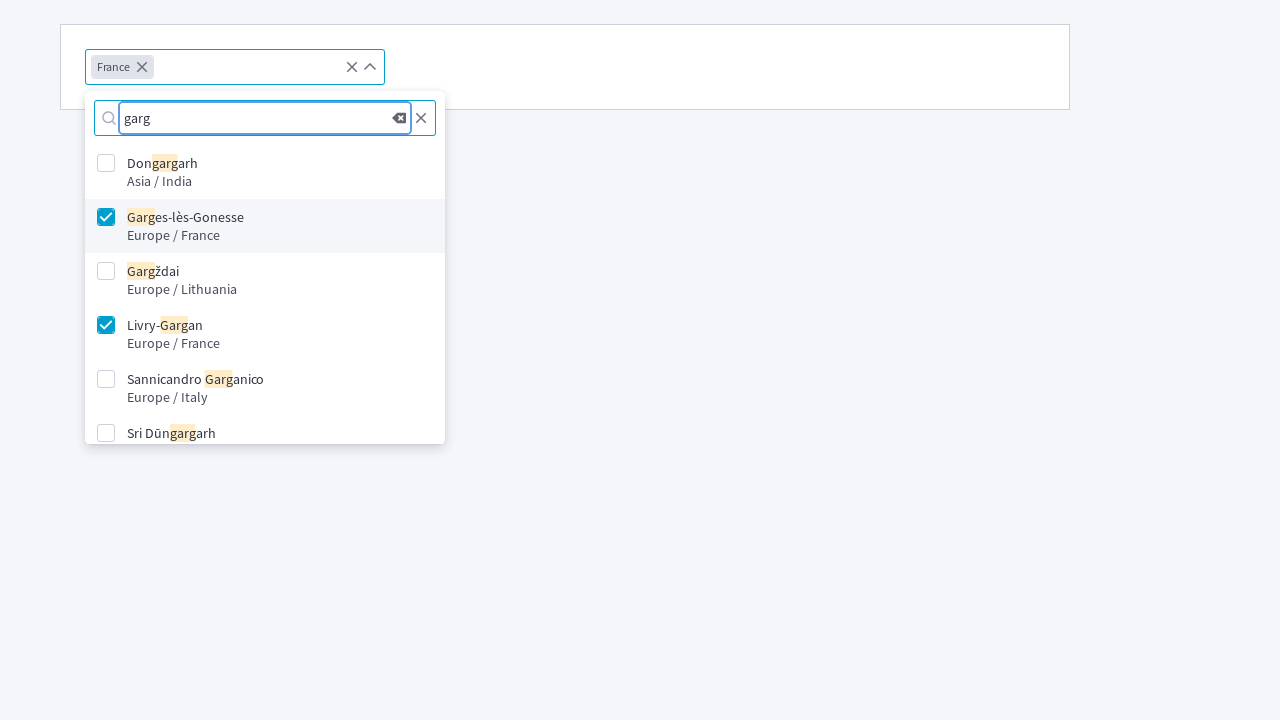 France
garg
Dongargarh
Asia / India
Garges-lès-Gonesse
Europe / France
Gargždai
Europe / Lithuania
Livry-Gargan
Europe / France
Sannicandro Garganico
Europe / Italy
Sri Dūngargarh